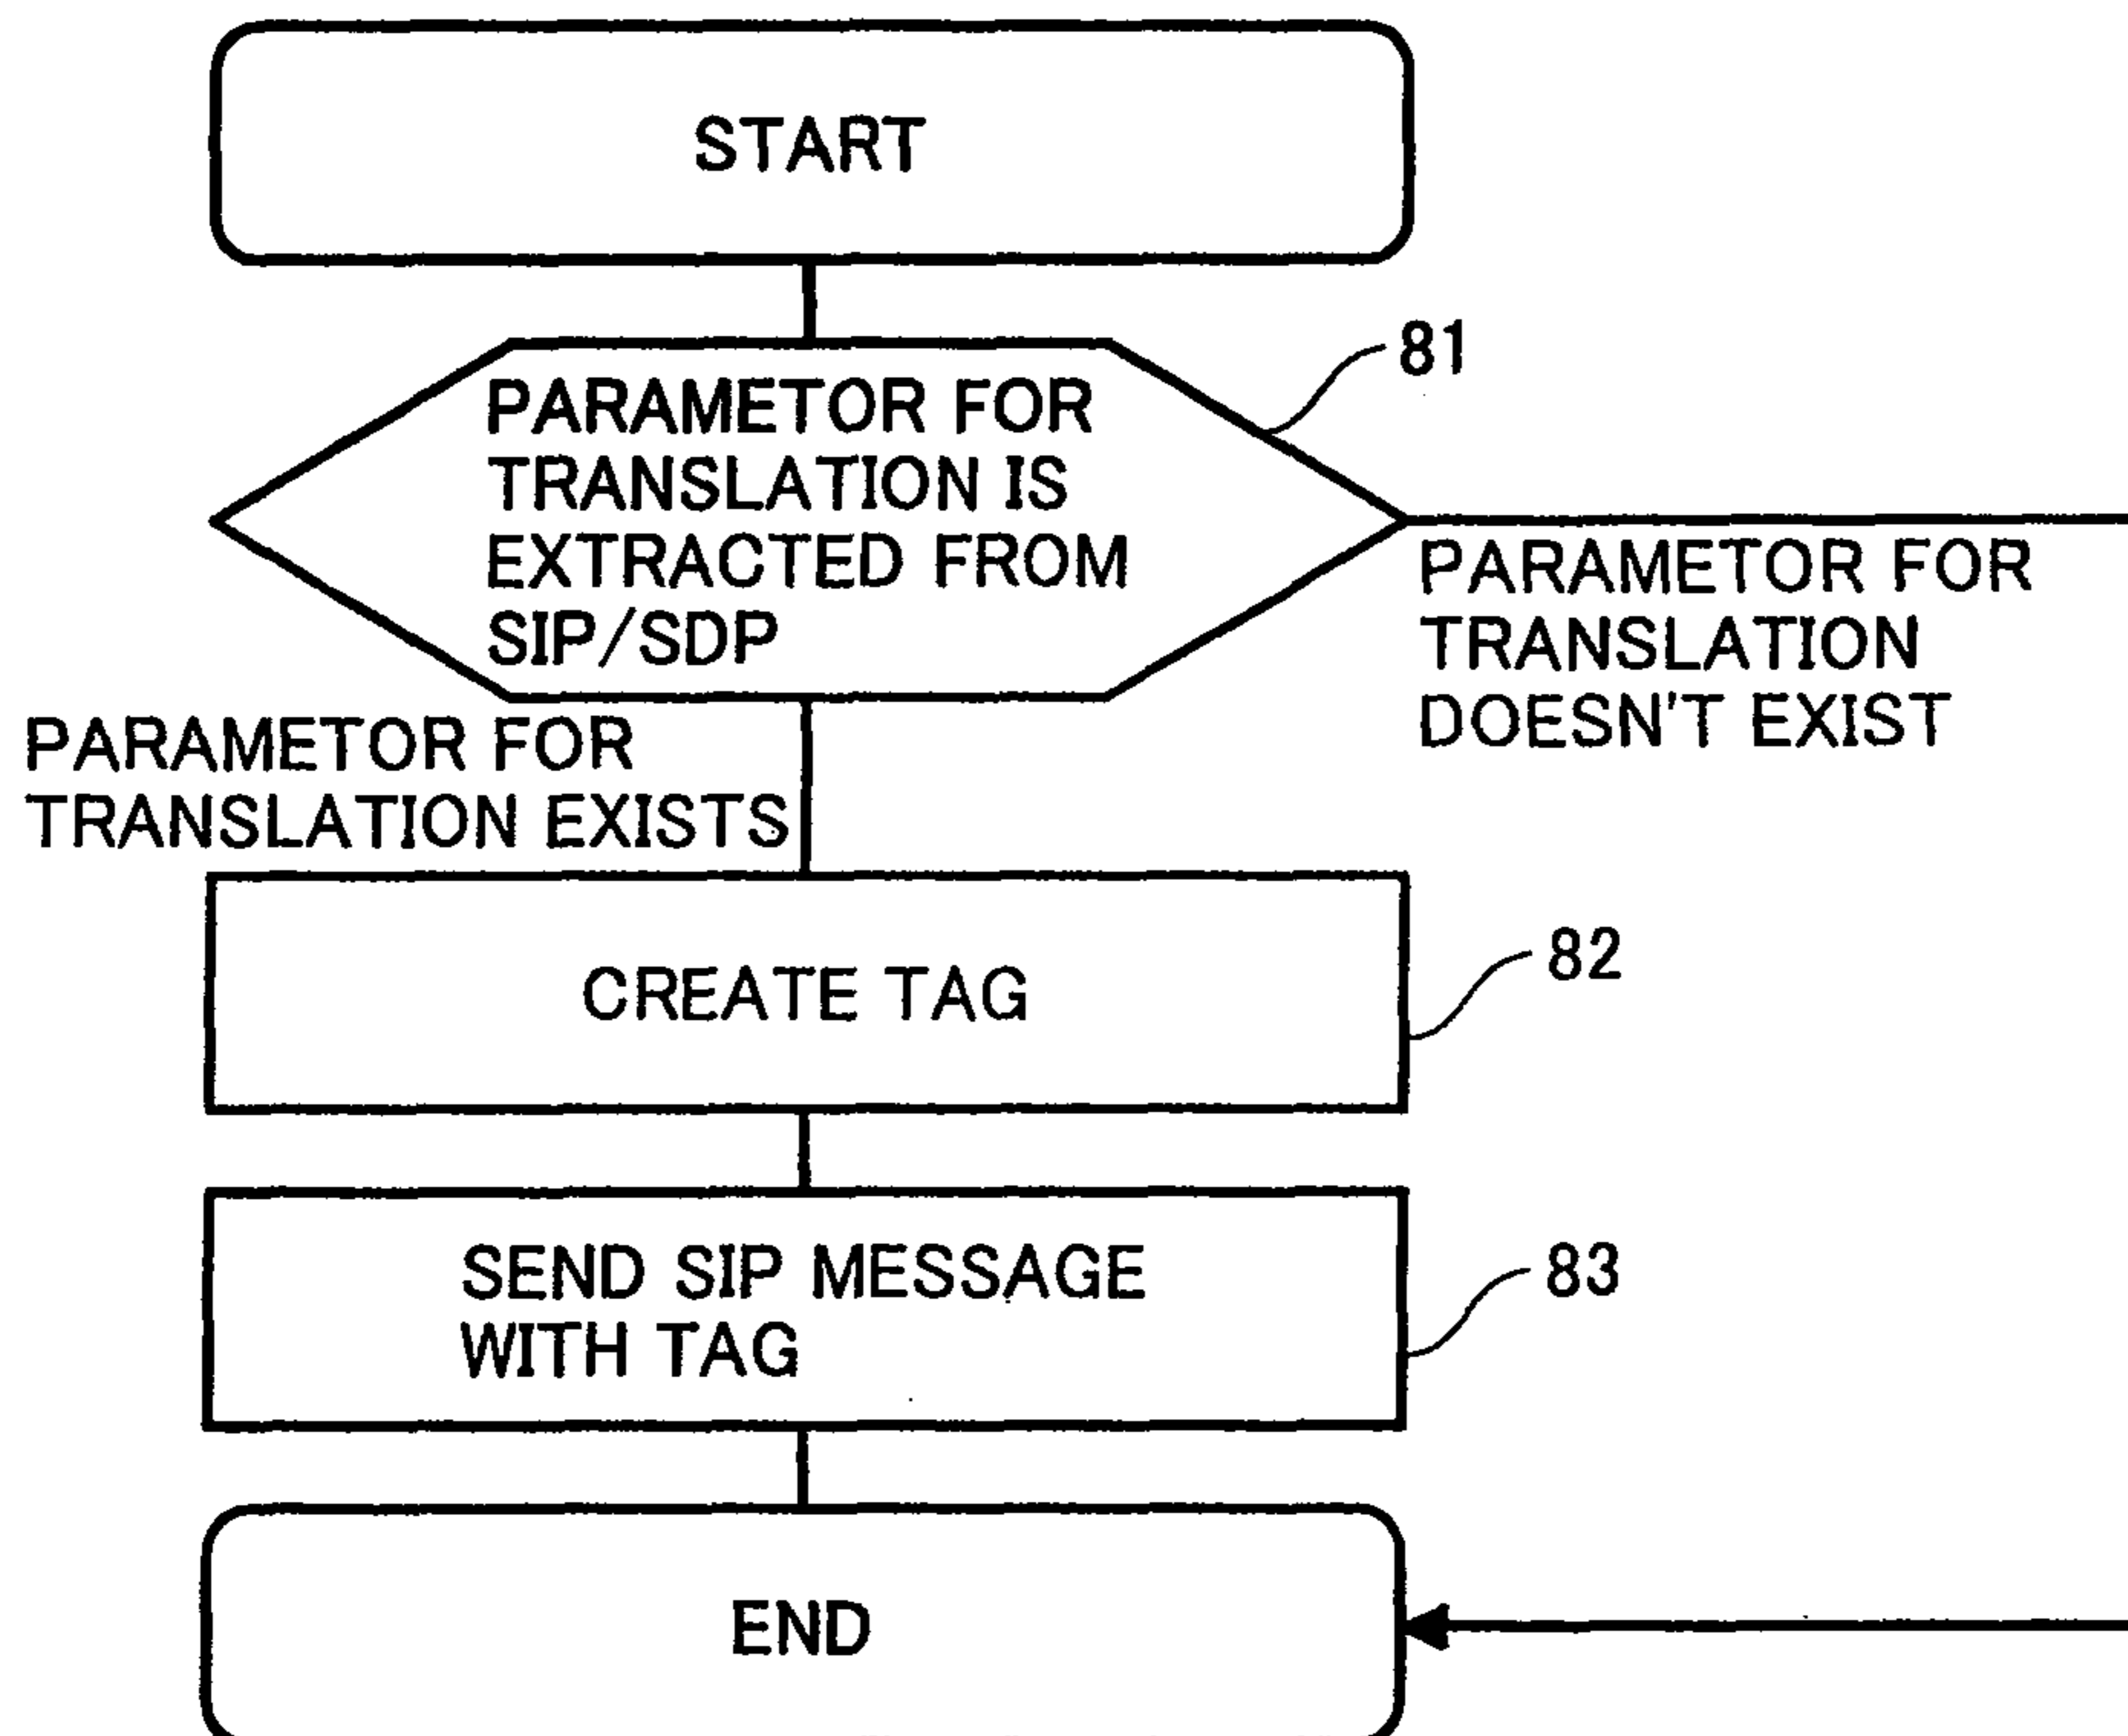 START
81
PARAMETOR FOR
TRANSLATION IS
EXTRACTED FROM
SIP/SDP
PARAMETOR FOR
TRANSLATION
DOESN'T EXIST
PARAMETOR FOR
TRANSLATION EXISTS
CREATE TAG
82
SEND SIP MESSAGE
WITH TAG
83
END